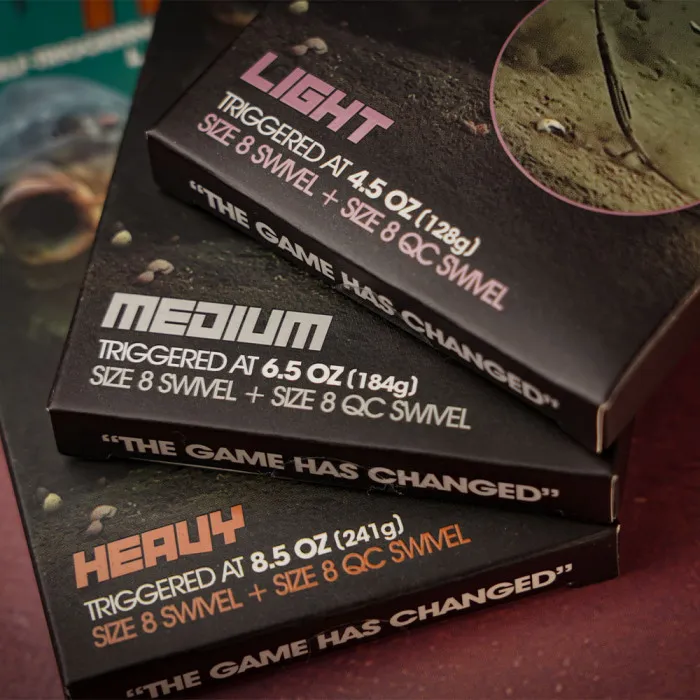 LIGHT
TRIGGERED AT 4.5 OZ (128g)
SIZE 8 SWIVEL + SIZE 8 QC SWIVEL
“THE GAME HAS CHANGED”
MEDIUM
TRIGGERED AT 6.5 OZ (184g)
SIZE 8 SWIVEL + SIZE 8 QC SWIVEL
“THE GAME HAS CHANGED”
HEAVY
TRIGGERED AT 8.5 OZ (241g)
SIZE 8 SWIVEL + SIZE 8 QC SWIVEL
“THE GAME HAS CHANGED”